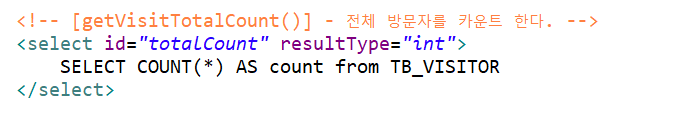 <!-- [getVisitTotalCount()] - 전체 방문자를 카운트 한다. -->
<select id="totalCount" resultType="int">
SELECT COUNT(*) AS count from TB_VISITOR
</select>